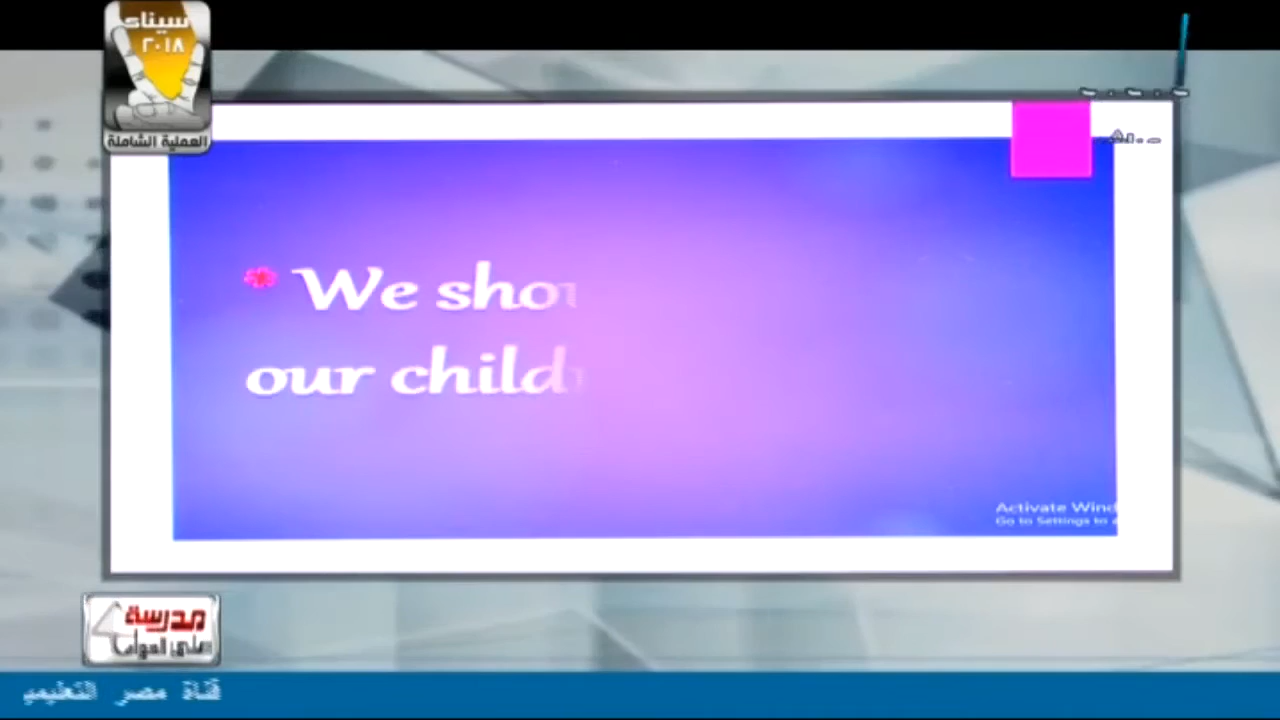 سيناء
٢٠١٨
العملية الشاملة
We sho
our child
Activate Wind
Go to Settings to a
مدرسة
على الهواء
قناة مصر التعليمية